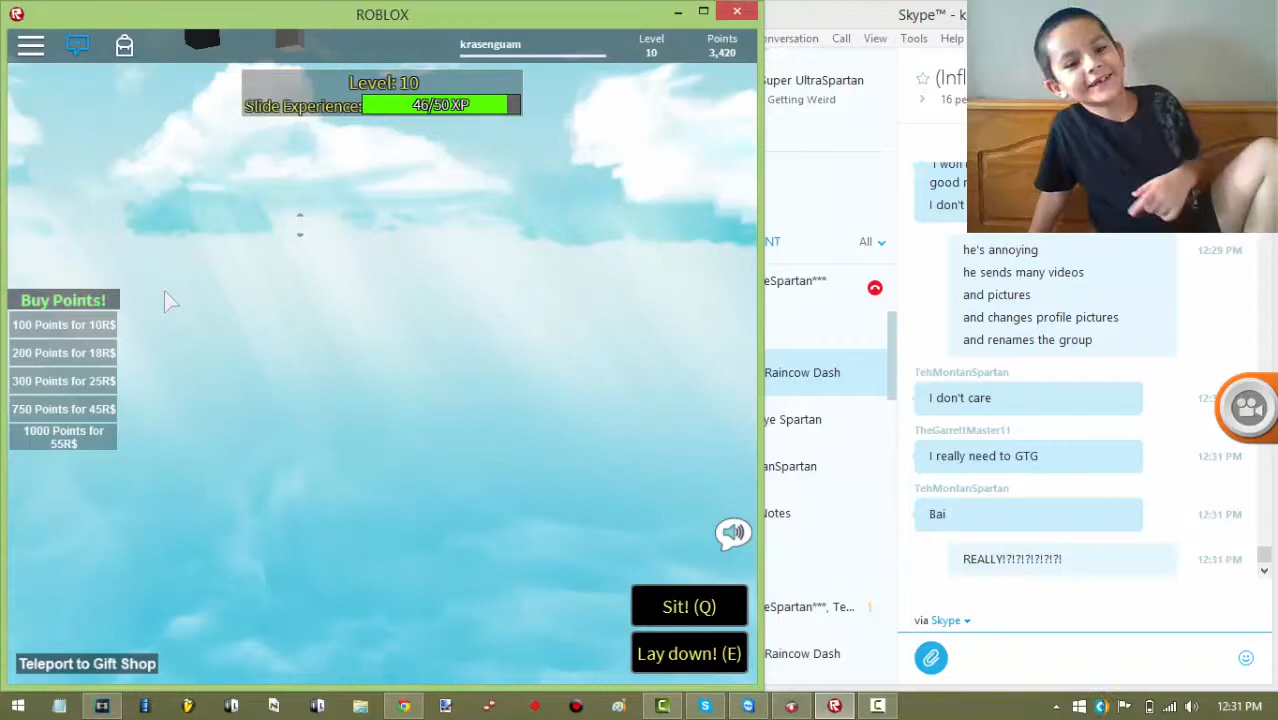 ROBLOX
krasenguam
Level
10
Points
3,420
Level: 10
Slide Experience:
46/50 XP
Buy Points!
100 Points for 10R$
200 Points for 18R$
300 Points for 25R$
750 Points for 45R$
1000 Points for
55R$
Sit! (Q)
Lay down! (E)
Teleport to Gift Shop
Skype™ - k
onversation Call View Tools Help
Super UltraSpartan
Getting Weird
NT
All
eSpartan***
Raincow Dash
ye Spartan
anSpartan
Notes
eSpartan***, Te...
1
Raincow Dash
(Infl
16 pe
I won
good n
I don't
he's annoying
12:29 PM
he sends many videos
and pictures
and changes profile pictures
and renames the group
TehMontanSpartan
I don't care
TheGarrettMaster11
I really need to GTG
12:31 PM
TehMontanSpartan
Bai
12:31 PM
REALLY!?!?!?!?!?!?!
12:31 PM
via Skype
12:31 PM